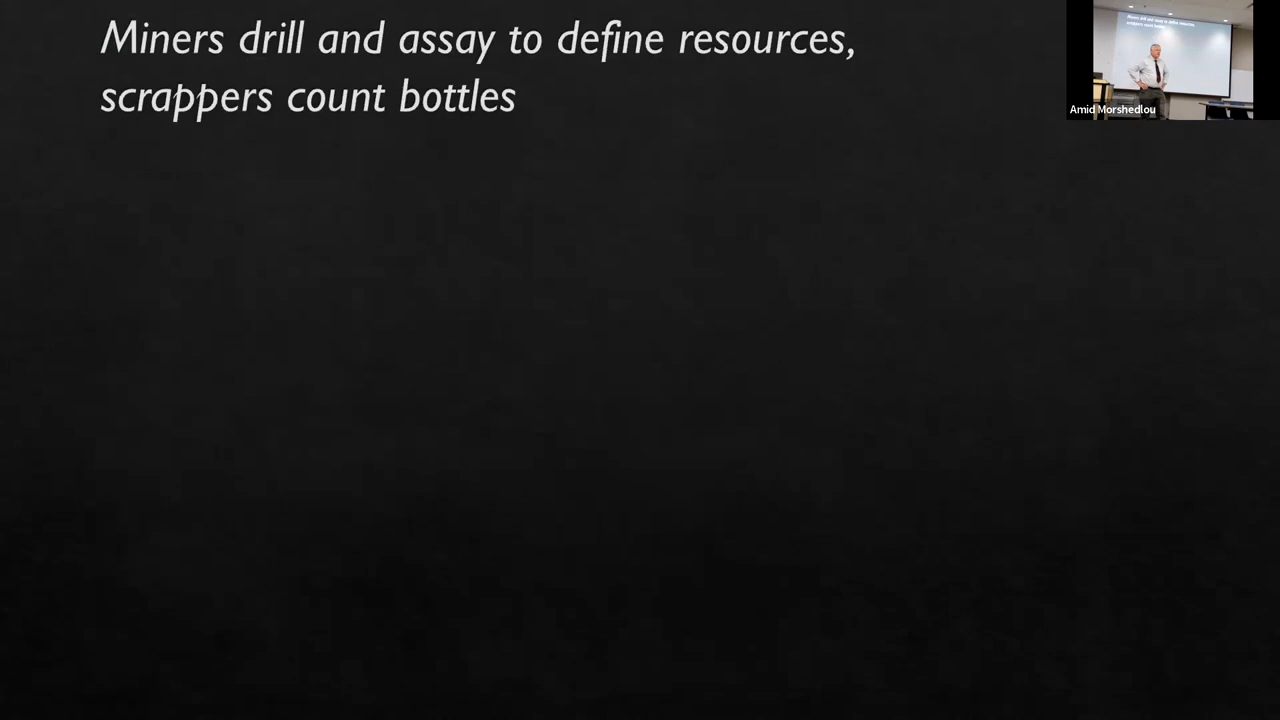 Miners drill and assay to define resources,
scrappers count bottles
Amid Morshedlou